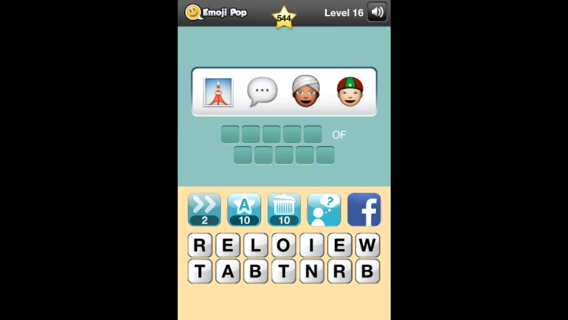 Emoji Pop
544
Level 16
OF
2
A
10
10
?
f
R E L O I E W
T A B T N R B